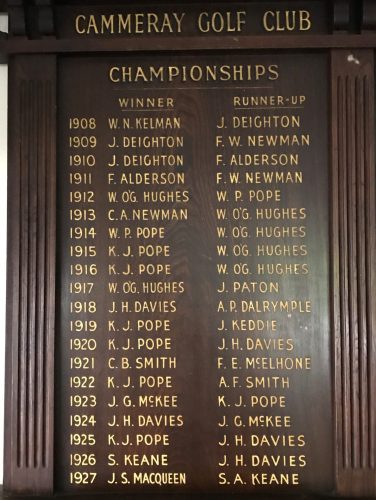 CAMMERAY GOLF CLUB
CHAMPIONSHIPS
WINNER RUNNER-UP
1908 W. N. KELMAN J. DEIGHTON
1909 J. DEIGHTON F. W. NEWMAN
1910 J. DEIGHTON F. ALDERSON
1911 F. ALDERSON F. W. NEWMAN
1912 W. O'G. HUGHES W. P. POPE
1913 C. A. NEWMAN W. O'G. HUGHES
1914 W. P. POPE W. O'G. HUGHES
1915 K. J. POPE W. O'G. HUGHES
1916 K. J. POPE W. O'G. HUGHES
1917 W. O'G. HUGHES J. PATON
1918 J. H. DAVIES A. P. DALRYMPLE
1919 K. J. POPE J. KEDDIE
1920 K. J. POPE J. H. DAVIES
1921 C. B. SMITH F. E. McELHONE
1922 K. J. POPE A. F. SMITH
1923 J. G. McKEE K. J. POPE
1924 J. H. DAVIES J. G. McKEE
1925 K. J. POPE J. H. DAVIES
1926 S. KEANE J. H. DAVIES
1927 J. S. MACQUEEN S. A. KEANE